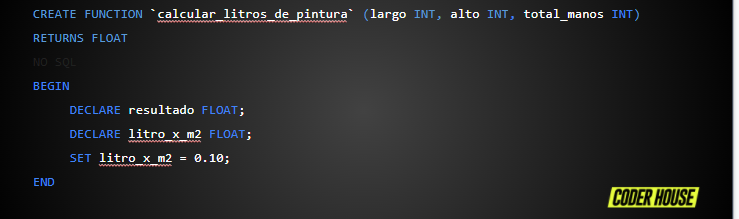 CREATE FUNCTION `calcular_litros_de_pintura` (largo INT, alto INT, total_manos INT)
RETURNS FLOAT
NO SQL
BEGIN
DECLARE resultado FLOAT;
DECLARE litro_x_m2 FLOAT;
SET litro_x_m2 = 0.10;
END
CODER HOUSE